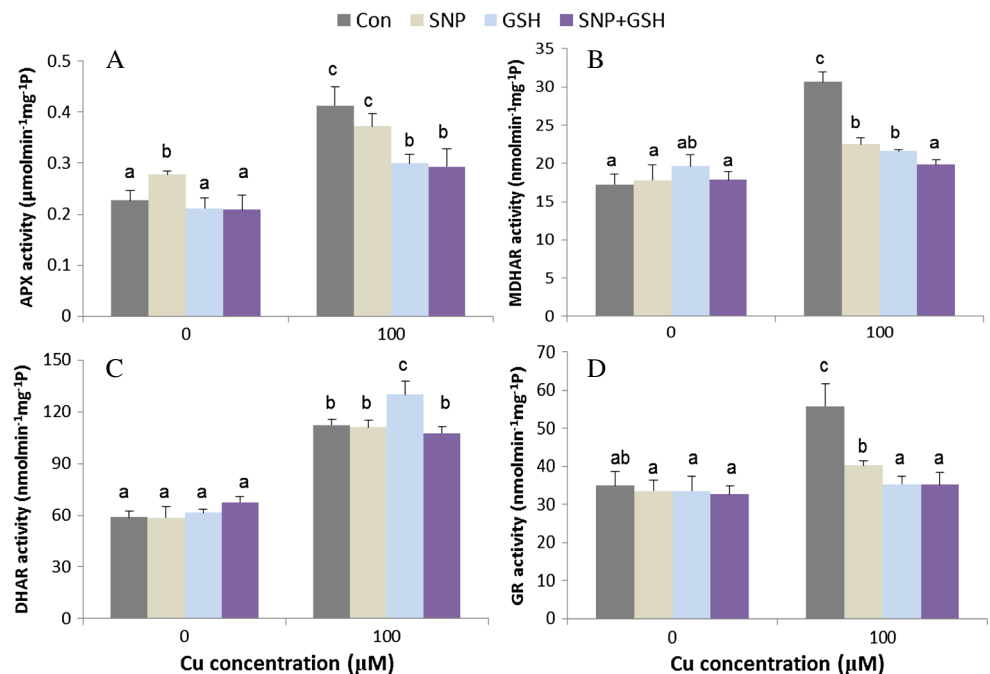 Con SNP GSH SNP+GSH
A
APX activity (µmolmin-1mg-1P)
0.5
0.4
0.3
0.2
0.1
0
a b a a c c b b
0 100
B
MDHAR activity (nmolmin-1mg-1P)
35
30
25
20
15
10
5
0
a a ab a c b b a
0 100
C
DHAR activity (nmolmin-1mg-1P)
150
120
90
60
30
0
a a a a b b c b
0 100
Cu concentration (µM)
D
GR activity (nmolmin-1mg-1P)
70
60
50
40
30
20
10
0
ab a a a c b a a
0 100
Cu concentration (µM)